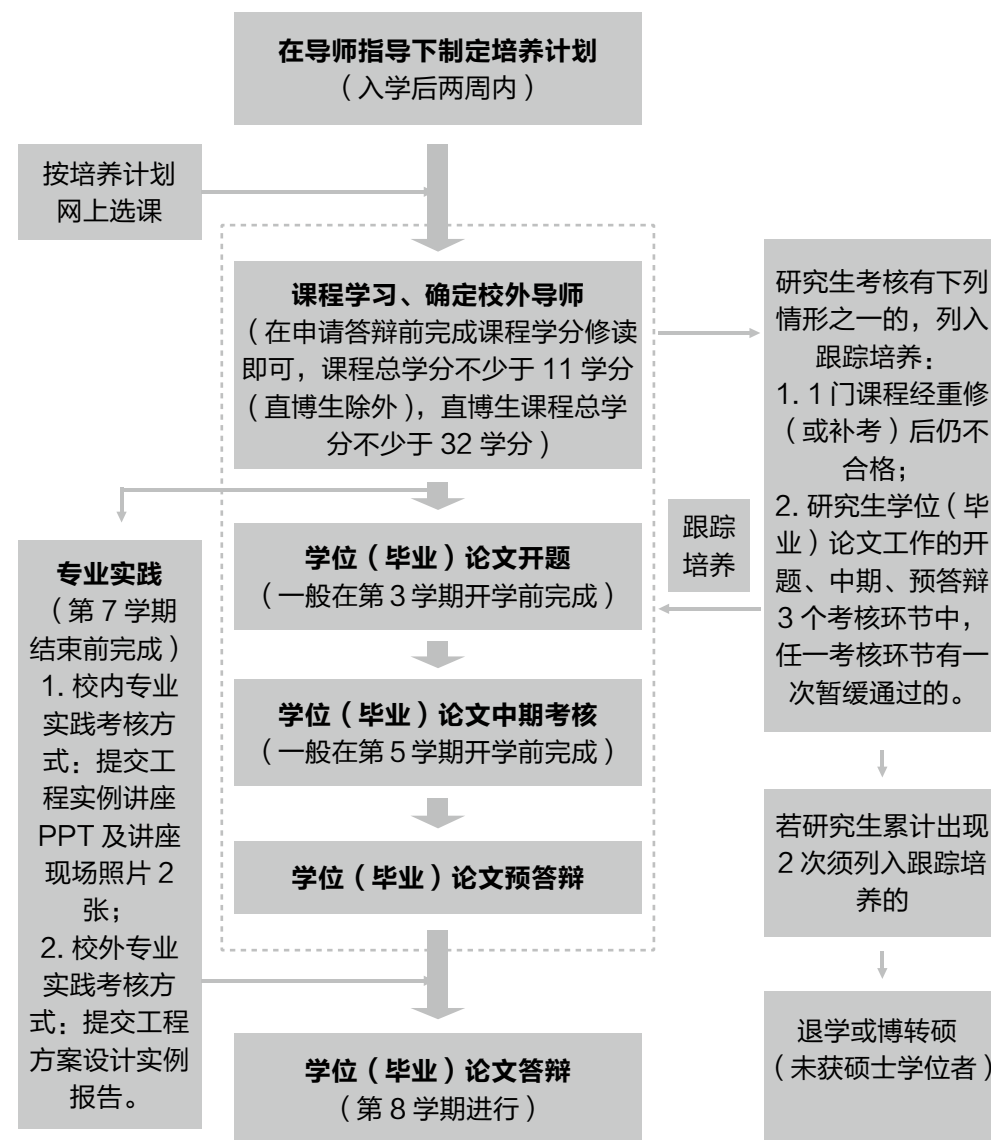 在导师指导下制定培养计划
（入学后两周内）
按培养计划
网上选课
课程学习、确定校外导师
（在申请答辩前完成课程学分修读
即可，课程总学分不少于 11 学分
（直博生除外），直博生课程总学
分不少于 32 学分）
学位（毕业）论文开题
（一般在第 3 学期开学前完成）
学位（毕业）论文中期考核
（一般在第 5 学期开学前完成）
学位（毕业）论文预答辩
学位（毕业）论文答辩
（第 8 学期进行）
专业实践
（第 7 学期
结束前完成）
1. 校内专业
实践考核方
式：提交工
程实例讲座
PPT 及讲座
现场照片 2
张；
2. 校外专业
实践考核方
式：提交工程
方案设计实例
报告。
跟踪
培养
研究生考核有下列
情形之一的，列入
跟踪培养：
1. 1 门课程经重修
（或补考）后仍不
合格；
2. 研究生学位（毕
业）论文工作的开
题、中期、预答辩
3 个考核环节中，
任一考核环节有一
次暂缓通过的。
若研究生累计出现
2 次须列入跟踪培
养的
退学或博转硕
（未获硕士学位者）